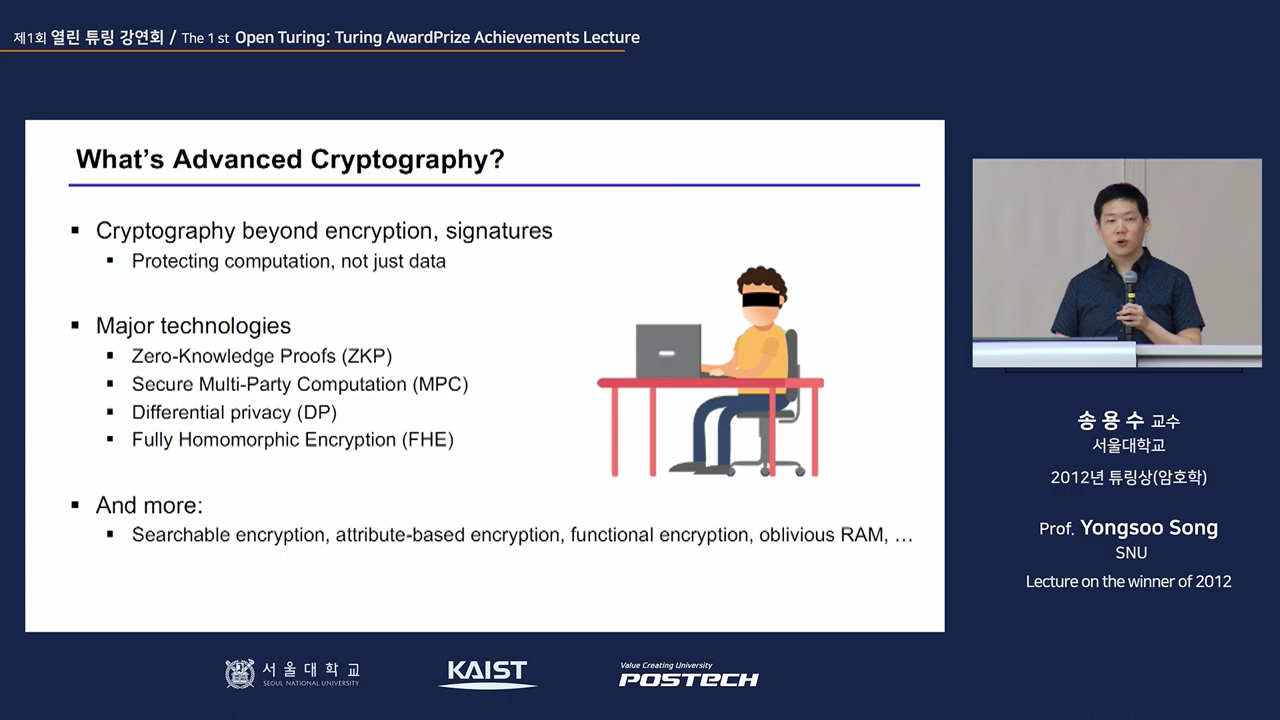 제1회 열린 튜링 강연회 / The 1 st Open Turing: Turing AwardPrize Achievements Lecture
What's Advanced Cryptography?
▪ Cryptography beyond encryption, signatures
▪ Protecting computation, not just data
▪ Major technologies
▪ Zero-Knowledge Proofs (ZKP)
▪ Secure Multi-Party Computation (MPC)
▪ Differential privacy (DP)
▪ Fully Homomorphic Encryption (FHE)
▪ And more:
▪ Searchable encryption, attribute-based encryption, functional encryption, oblivious RAM, …
송 용 수 교수
서울대학교
2012년 튜링상(암호학)
Prof. Yongsoo Song
SNU
Lecture on the winner of 2012
서울대학교
SEOUL NATIONAL UNIVERSITY
KAIST
Value Creating University
POSTECH